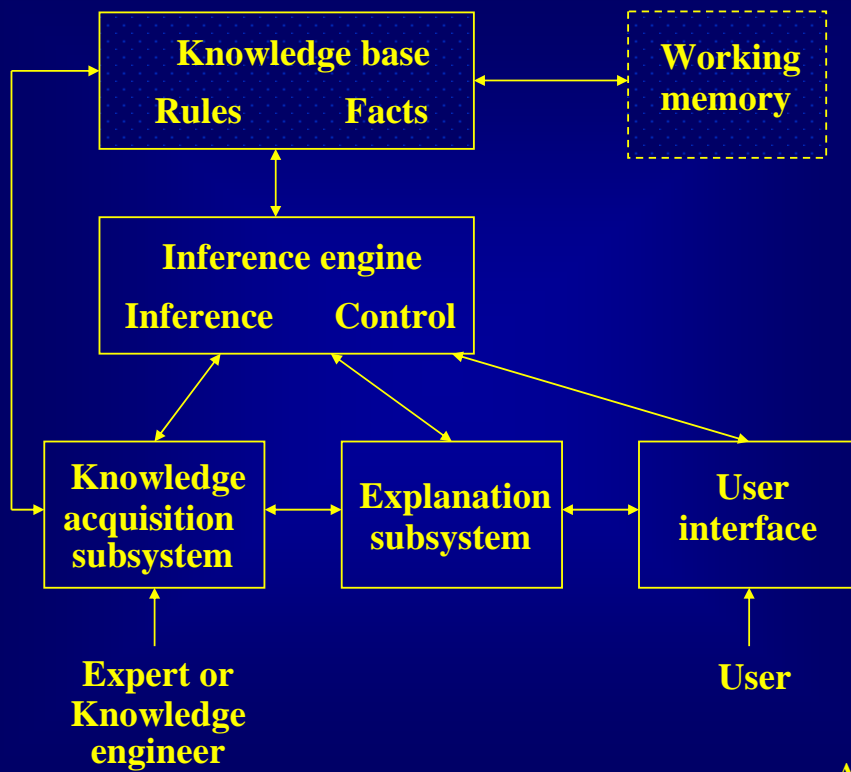 Knowledge base
Rules Facts
Working
memory
Inference engine
Inference Control
Knowledge
acquisition
subsystem
Explanation
subsystem
User
interface
Expert or
Knowledge
engineer
User